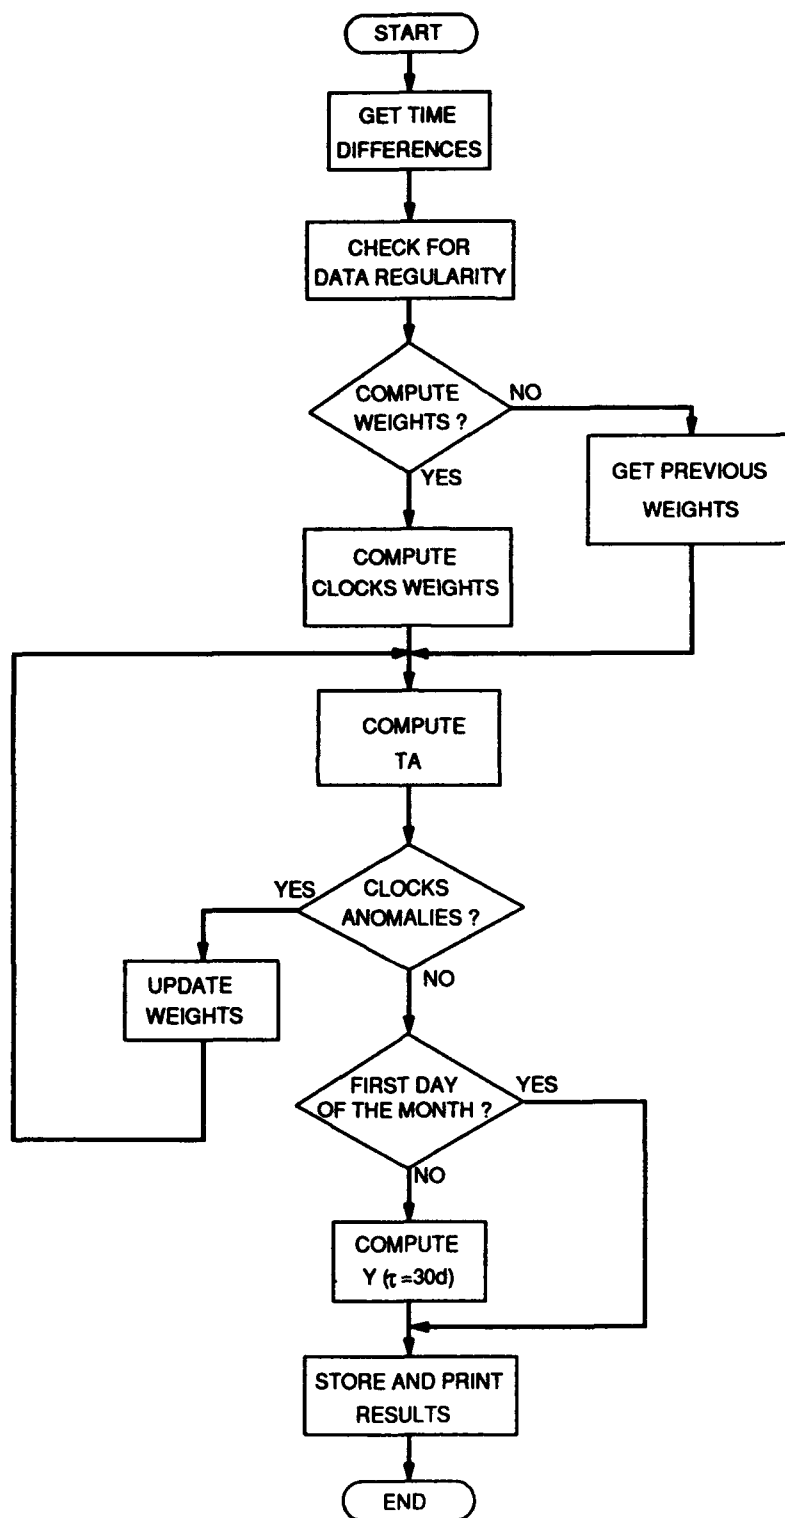 START
GET TIME
DIFFERENCES
CHECK FOR
DATA REGULARITY
COMPUTE
WEIGHTS ?
NO
YES
GET PREVIOUS
WEIGHTS
COMPUTE
CLOCKS WEIGHTS
COMPUTE
TA
CLOCKS
ANOMALIES ?
YES
NO
UPDATE
WEIGHTS
FIRST DAY
OF THE MONTH ?
YES
NO
COMPUTE
Y (τ =30d)
STORE AND PRINT
RESULTS
END